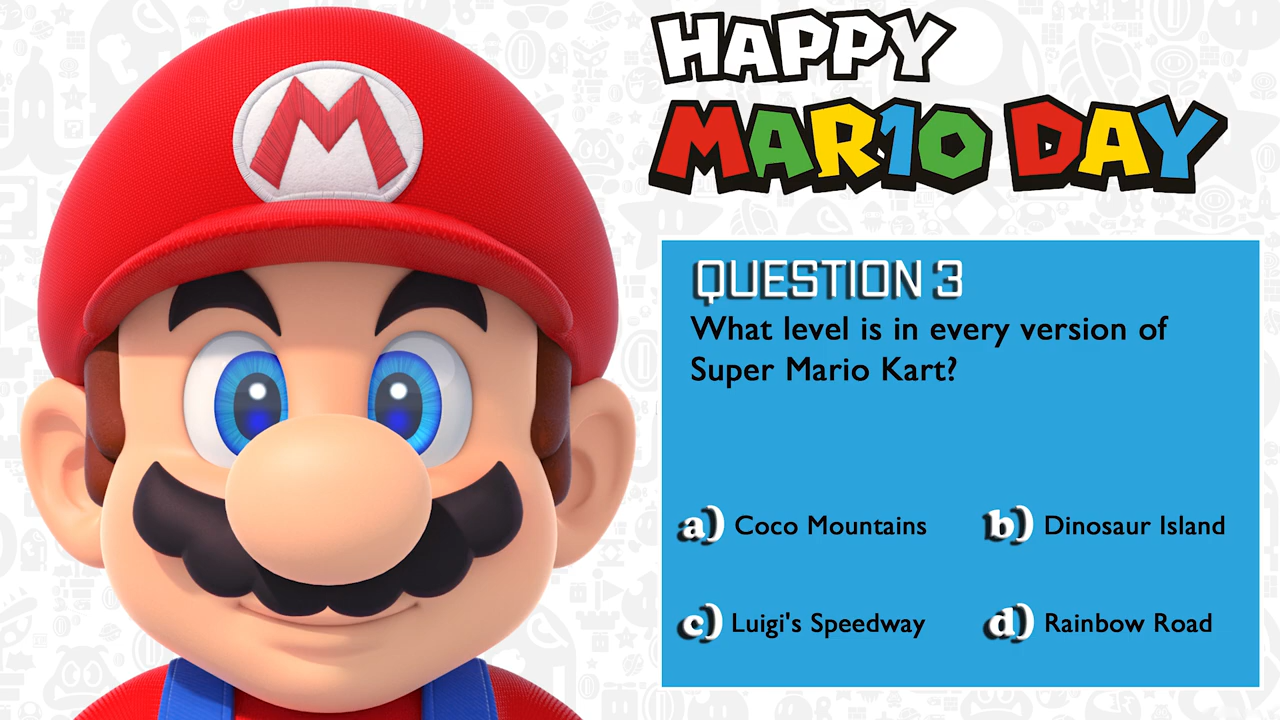 M
HAPPY
MAR10 DAY
QUESTION 3
What level is in every version of
Super Mario Kart?
a) Coco Mountains
b) Dinosaur Island
c) Luigi's Speedway
d) Rainbow Road